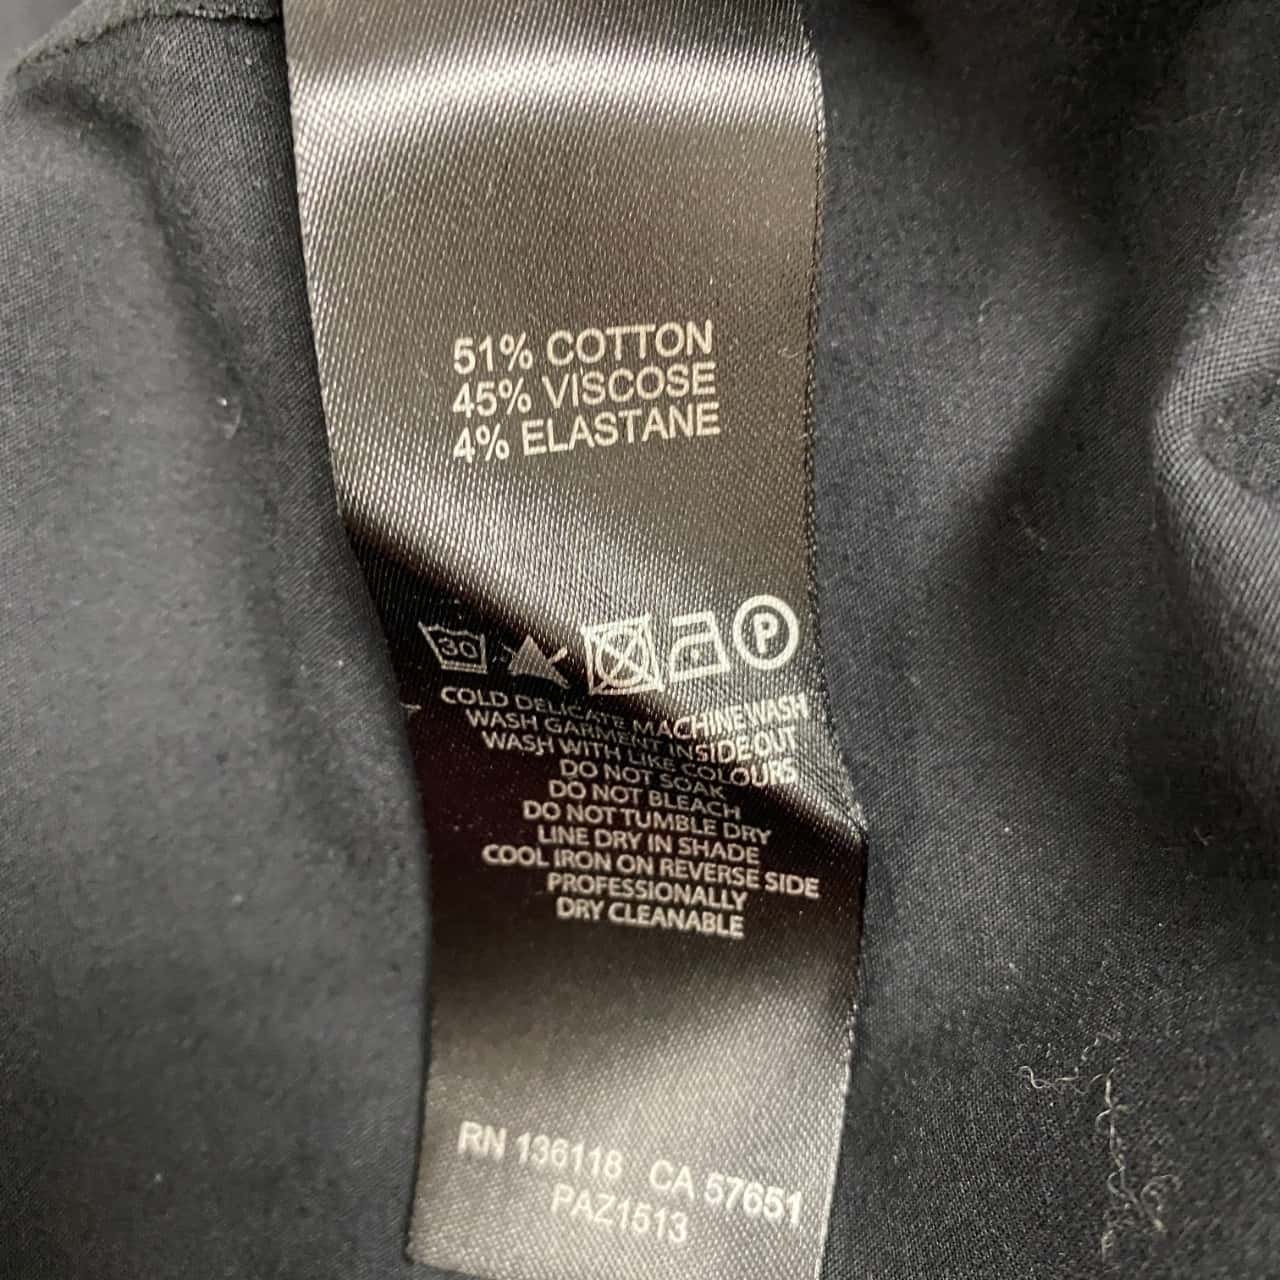 51% COTTON
45% VISCOSE
4% ELASTANE
30 P
COLD DELICATE MACHINE WASH
WASH GARMENT INSIDE OUT
WASH WITH LIKE COLOURS
DO NOT SOAK
DO NOT BLEACH
DO NOT TUMBLE DRY
LINE DRY IN SHADE
COOL IRON ON REVERSE SIDE
PROFESSIONALLY
DRY CLEANABLE
RN 136118 CA 57651
PAZ1513